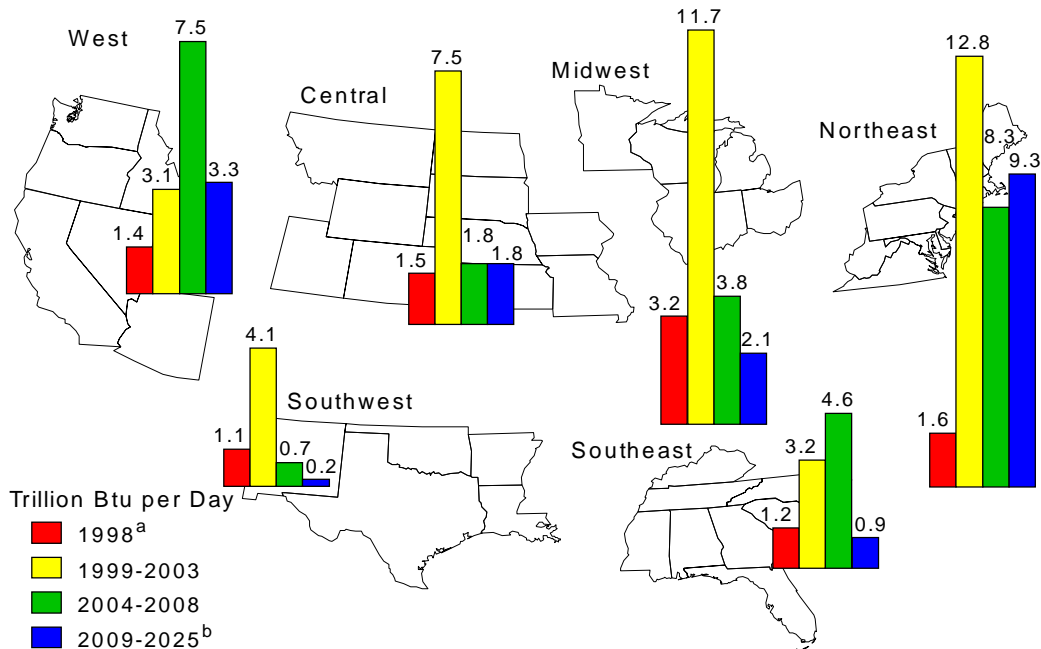 West
1.4
3.1
7.5
3.3
Central
1.5
7.5
1.8
1.8
Midwest
3.2
11.7
3.8
2.1
Northeast
1.6
12.8
8.3
9.3
Southwest
1.1
4.1
0.7
0.2
Southeast
1.2
3.2
4.6
0.9
Trillion Btu per Day
1998a
1999-2003
2004-2008
2009-2025b